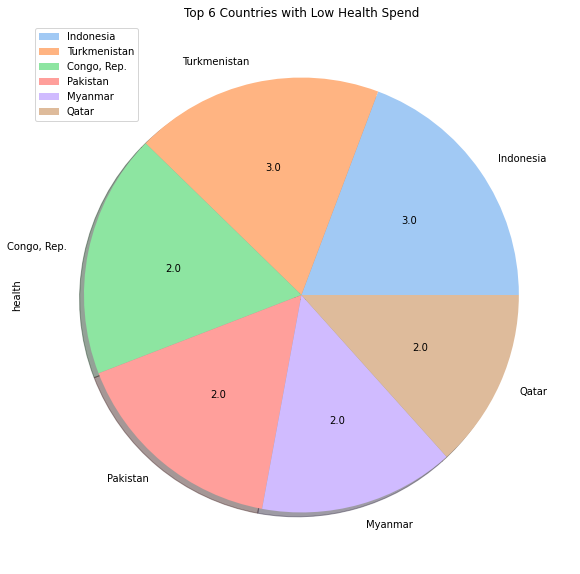 Top 6 Countries with Low Health Spend
Indonesia
Turkmenistan
Congo, Rep.
Pakistan
Myanmar
Qatar
Turkmenistan
Indonesia
3.0
3.0
Congo, Rep.
2.0
health
2.0
2.0
2.0
Qatar
Pakistan
Myanmar